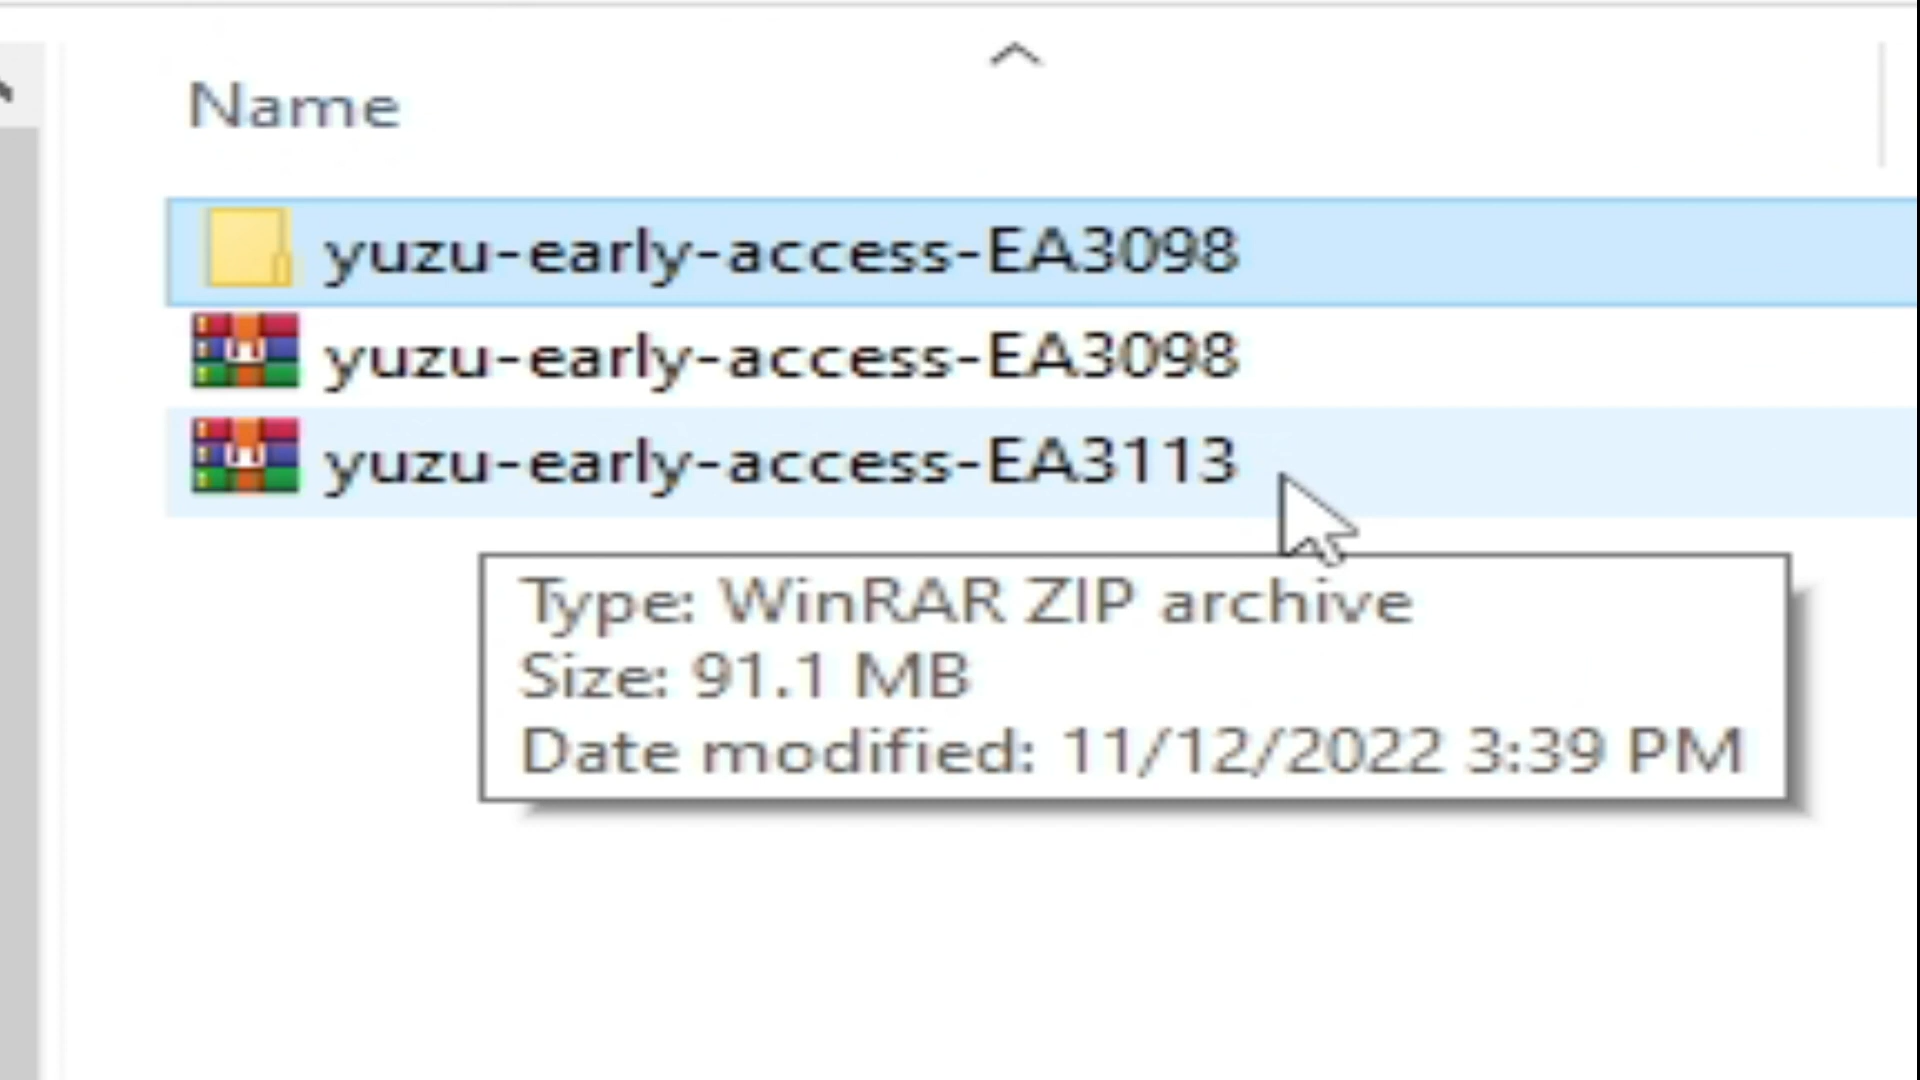 Name
yuzu-early-access-EA3098
yuzu-early-access-EA3098
yuzu-early-access-EA3113
Type: WinRAR ZIP archive
Size: 91.1 MB
Date modified: 11/12/2022 3:39 PM